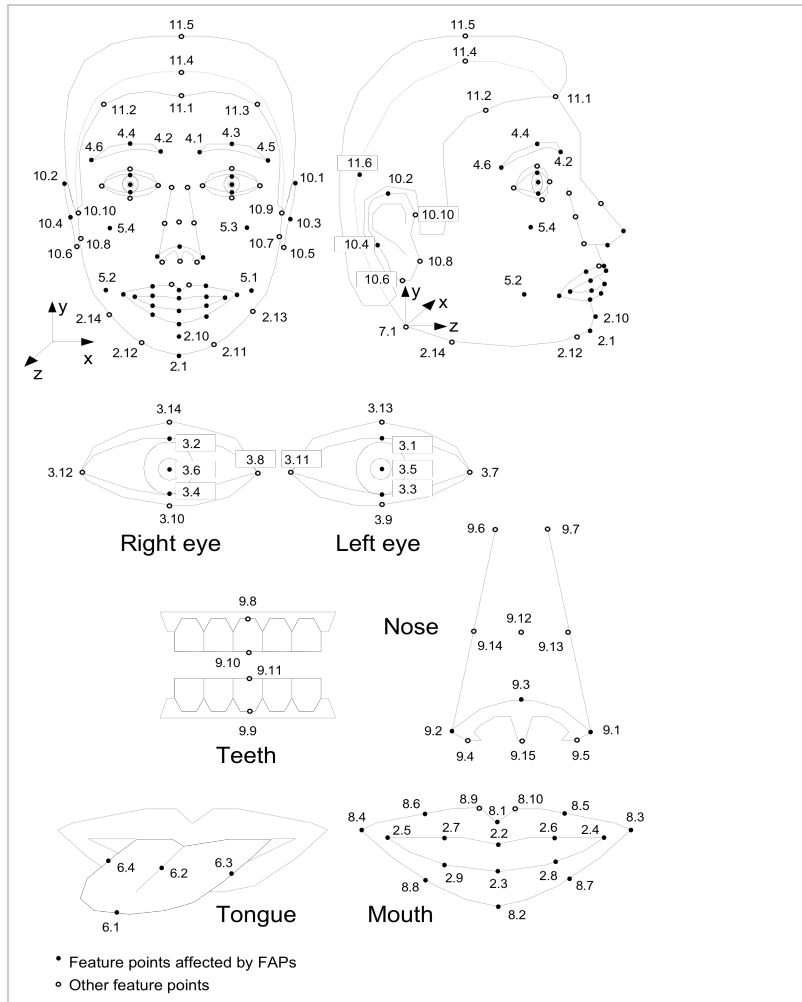 11.5
11.5
11.4
11.4
11.2 11.1 11.3
11.2 11.1
4.4 4.2 4.1 4.3
4.6 4.5
4.4
4.6 4.2
10.2 10.1
11.6 10.2
10.10 10.9
10.4 5.4 5.3 10.3
10.8 10.7
10.6 10.5
10.10
10.4 5.4
10.8
10.6
5.2 5.1
5.2
y
x
z
y
x
z
7.1
2.14 2.13
2.10
2.12 2.11
2.1
2.10
2.14 2.12 2.1
3.14 3.13
3.2 3.1
3.12 3.6 3.8 3.11 3.5 3.7
3.4 3.3
3.10 3.9
Right eye Left eye
9.6 9.7
Nose
9.12
9.14 9.13
9.3
9.2 9.1
9.4 9.15 9.5
9.8
9.10 9.11
9.9
Teeth
6.4 6.2 6.3
6.1
Tongue
8.6 8.9 8.1 8.10 8.5
8.4 8.3
2.5 2.7 2.2 2.6 2.4
2.9 2.3 2.8
8.8 8.7
8.2
Mouth
Feature points affected by FAPs
Other feature points